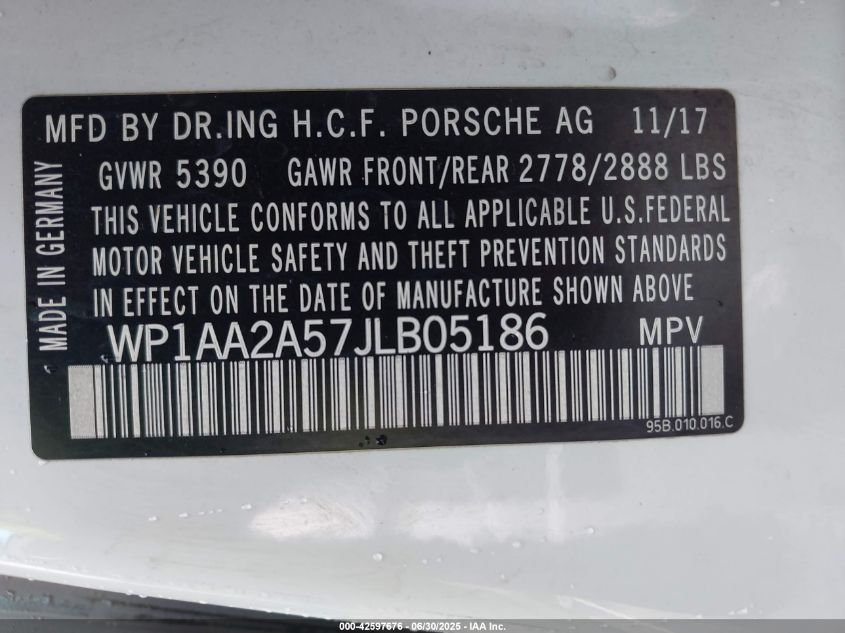 MFD BY DR.ING H.C.F. PORSCHE AG 11/17
GVWR 5390 GAWR FRONT/REAR 2778/2888 LBS
THIS VEHICLE CONFORMS TO ALL APPLICABLE U.S.FEDERAL
MOTOR VEHICLE SAFETY AND THEFT PREVENTION STANDARDS
IN EFFECT ON THE DATE OF MANUFACTURE SHOWN ABOVE
MADE IN GERMANY
WP1AA2A57JLB05186 MPV
95B.010.016.C
000-42597676 - 06/30/2025 - IAA Inc.